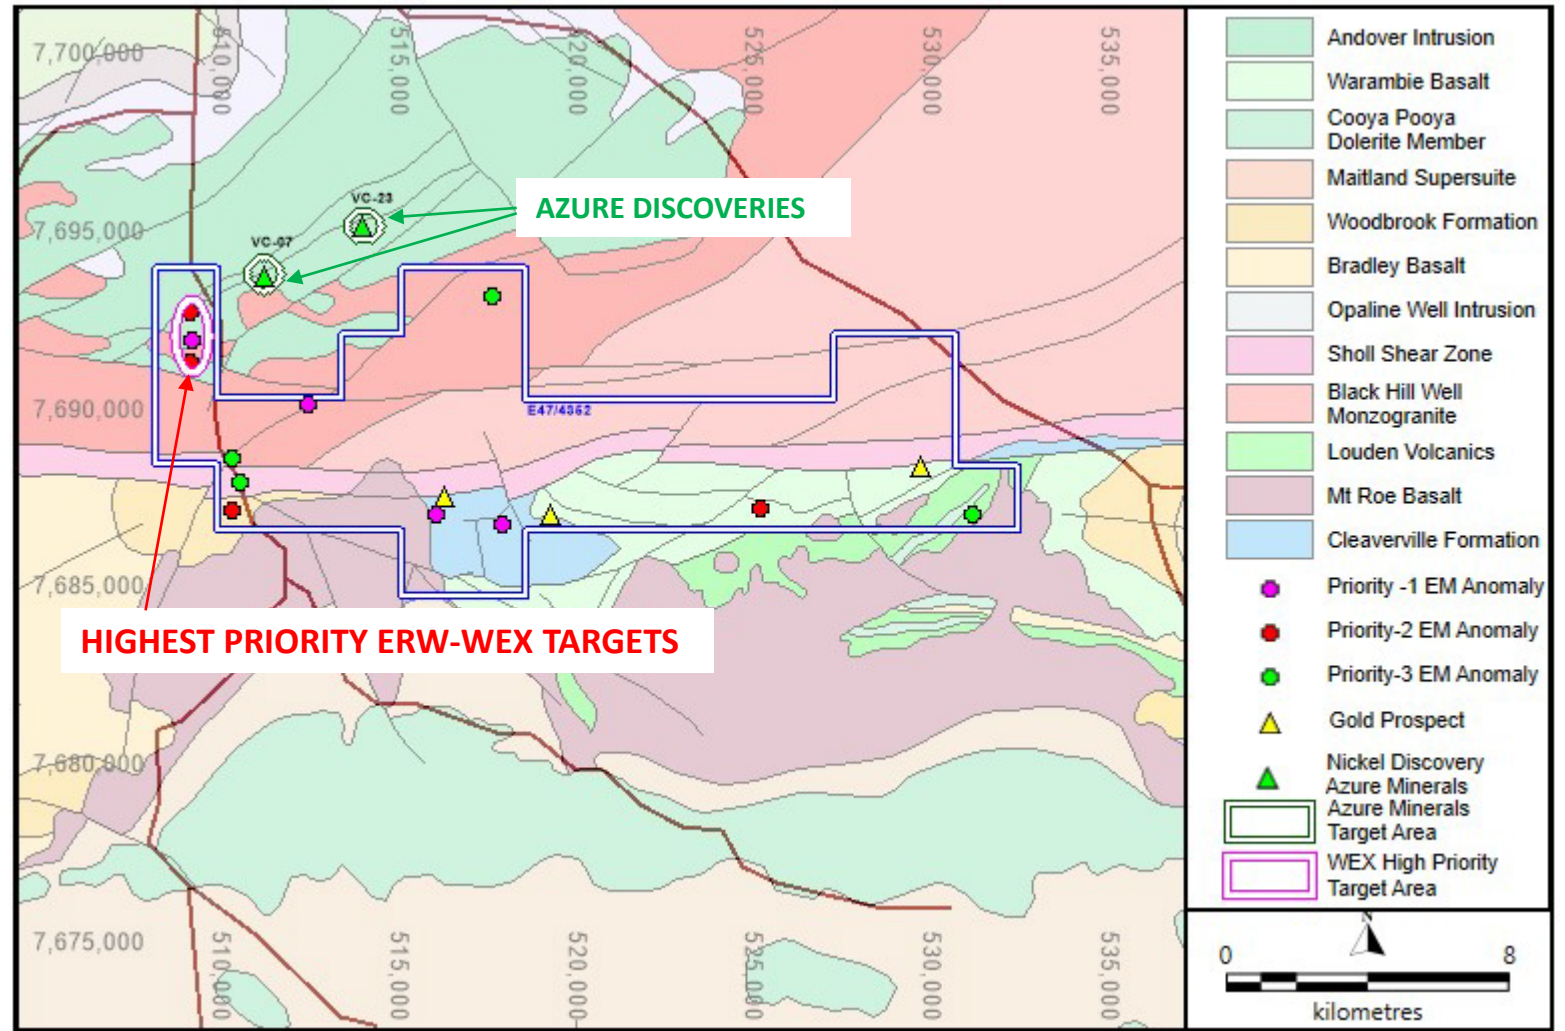 7,700,000
510,000
515,000
520,000
525,000
530,000
535,000
VC-23
AZURE DISCOVERIES
7,695,000
VC-07
7,690,000
E47/4352
7,685,000
HIGHEST PRIORITY ERW-WEX TARGETS
7,680,000
7,675,000
510,000
515,000
520,000
525,000
530,000
535,000
Andover Intrusion
Warambie Basalt
Cooya Pooya
Dolerite Member
Maitland Supersuite
Woodbrook Formation
Bradley Basalt
Opaline Well Intrusion
Sholl Shear Zone
Black Hill Well
Monzogranite
Louden Volcanics
Mt Roe Basalt
Cleaverville Formation
Priority -1 EM Anomaly
Priority-2 EM Anomaly
Priority-3 EM Anomaly
Gold Prospect
Nickel Discovery
Azure Minerals
Azure Minerals
Target Area
WEX High Priority
Target Area
N
0 8
kilometres